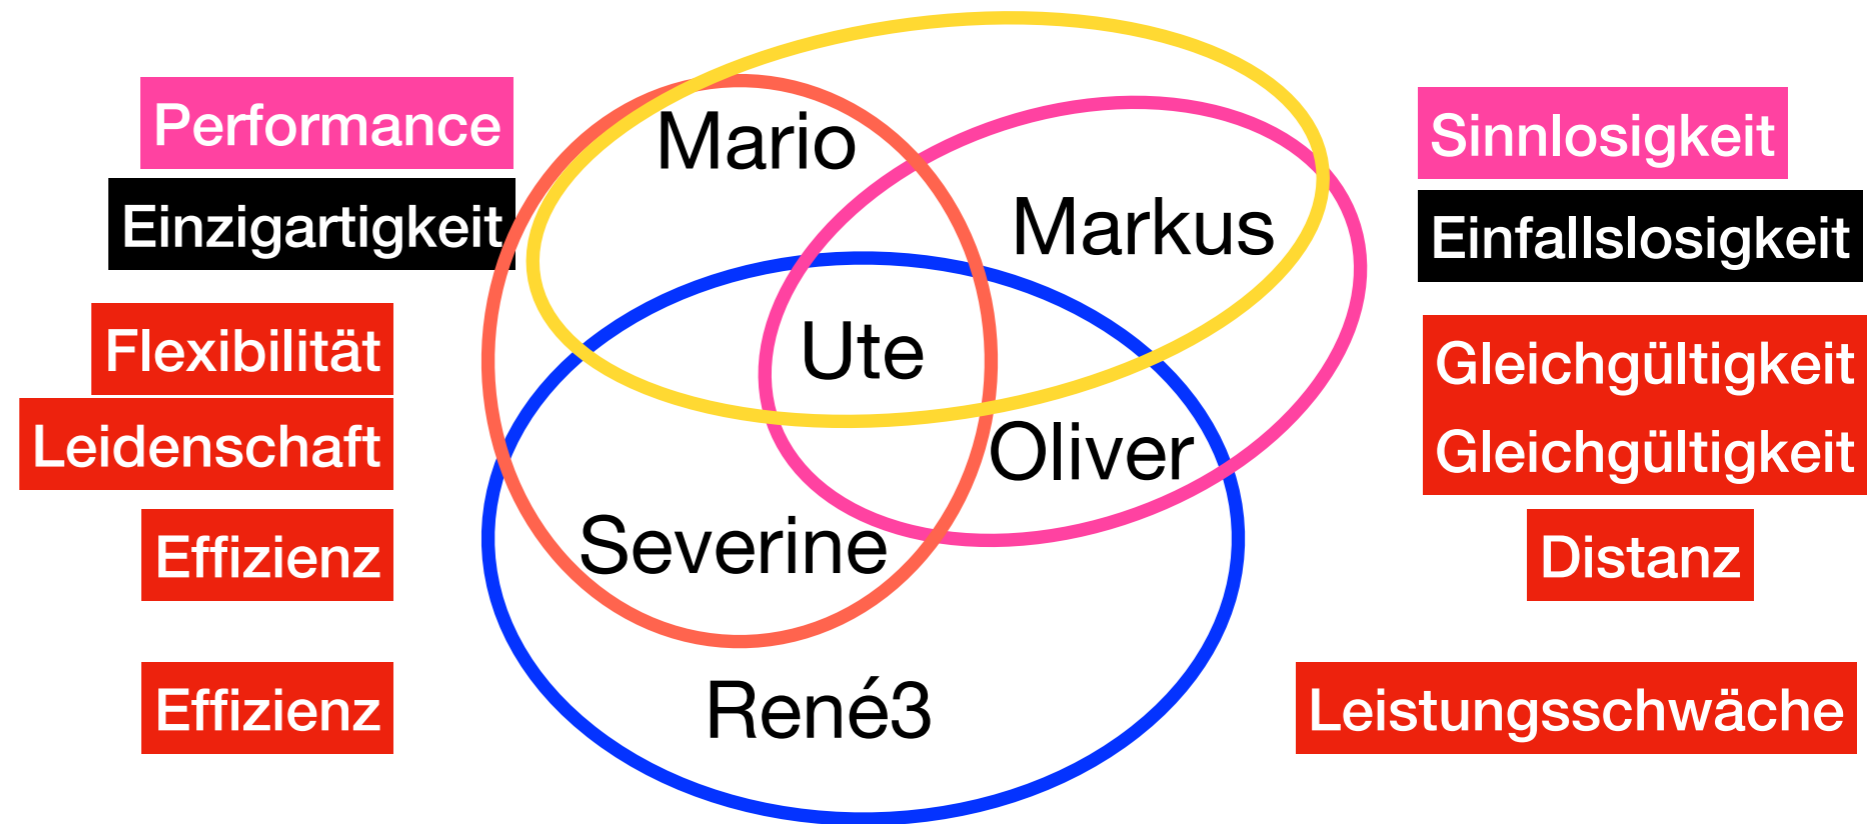 Performance
Mario
Sinnlosigkeit
Einzigartigkeit
Markus
Einfallslosigkeit
Flexibilität
Ute
Gleichgültigkeit
Leidenschaft
Oliver
Gleichgültigkeit
Effizienz
Severine
Distanz
Effizienz
René3
Leistungsschwäche